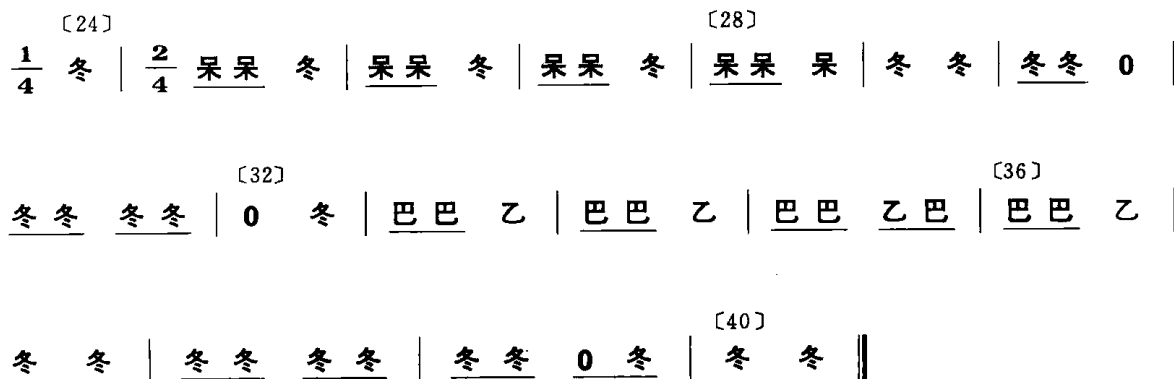 〔24〕 〔28〕
1/4 冬 | 2/4 呆呆 冬 | 呆呆 冬 | 呆呆 冬 | 呆呆 呆 | 冬 冬 | 冬冬 0 |
〔32〕 〔36〕
冬冬 冬冬 | 0 冬 | 巴巴 乙 | 巴巴 乙 | 巴巴 乙巴 | 巴巴 乙 |
〔40〕
冬 冬 | 冬冬 冬冬 | 冬冬 0冬 | 冬 冬 ‖